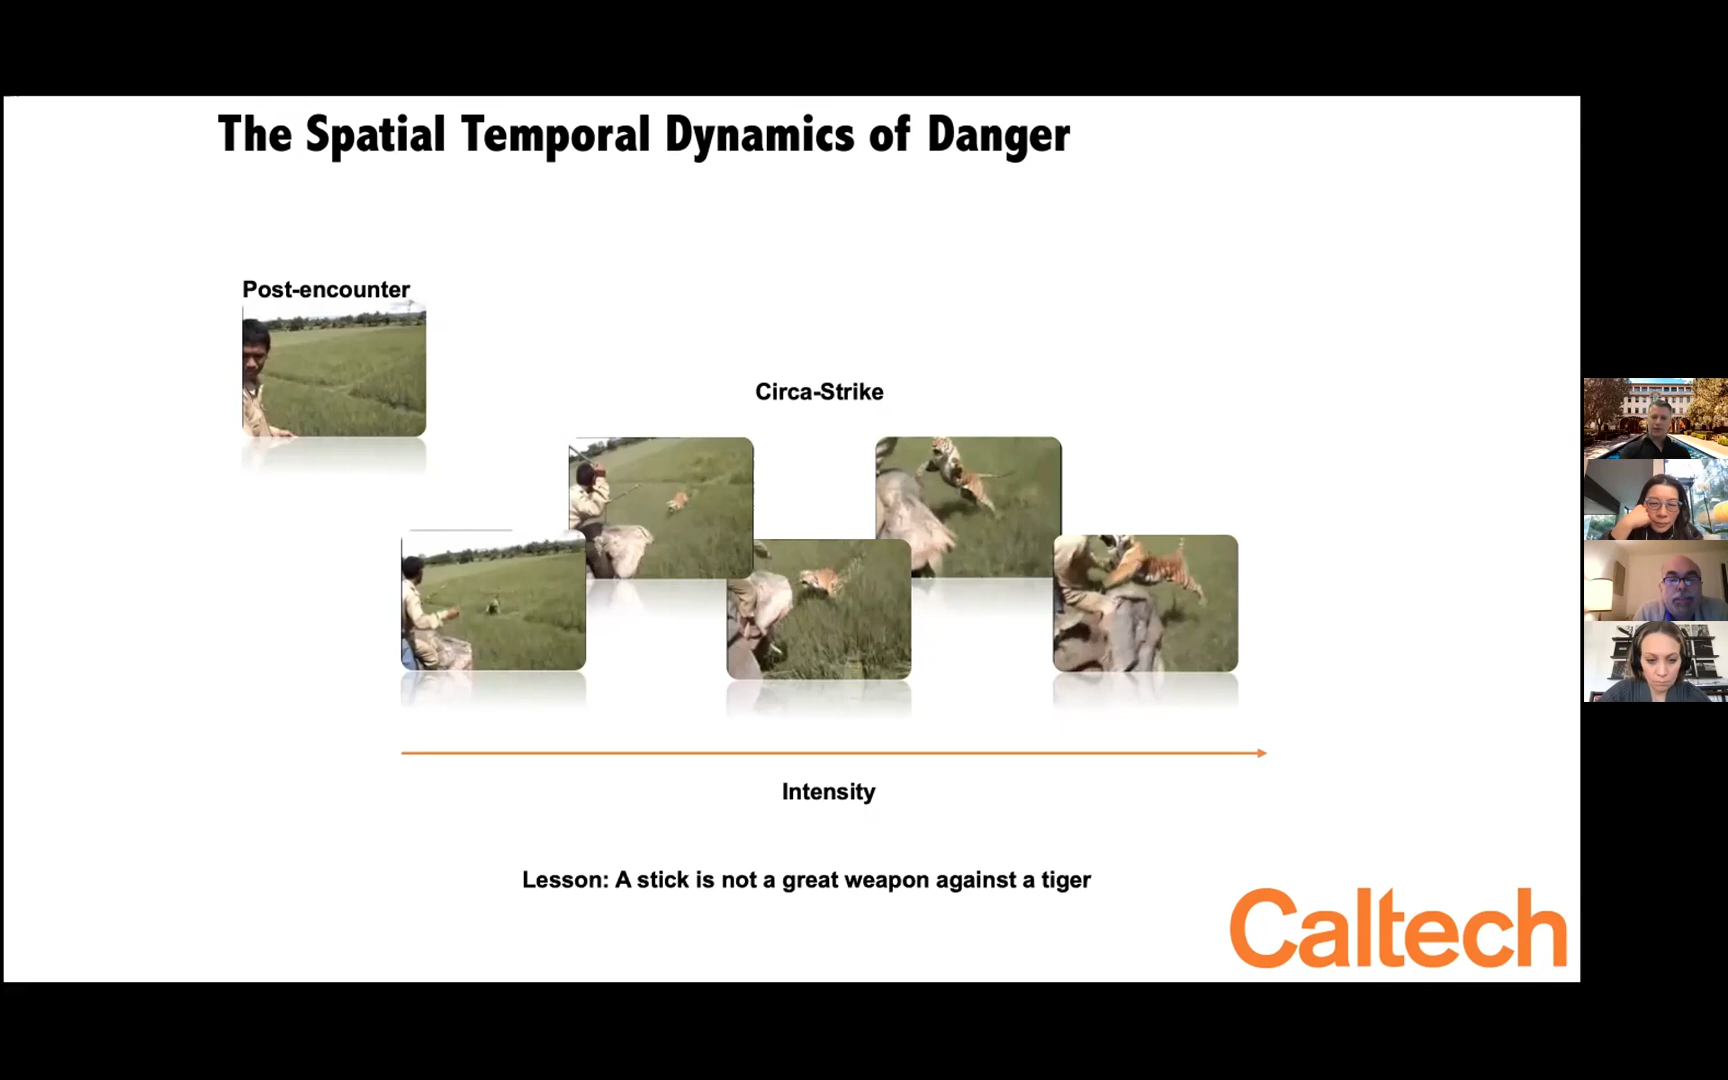 The Spatial Temporal Dynamics of Danger
Post-encounter
Circa-Strike
Intensity
Lesson: A stick is not a great weapon against a tiger
Caltech